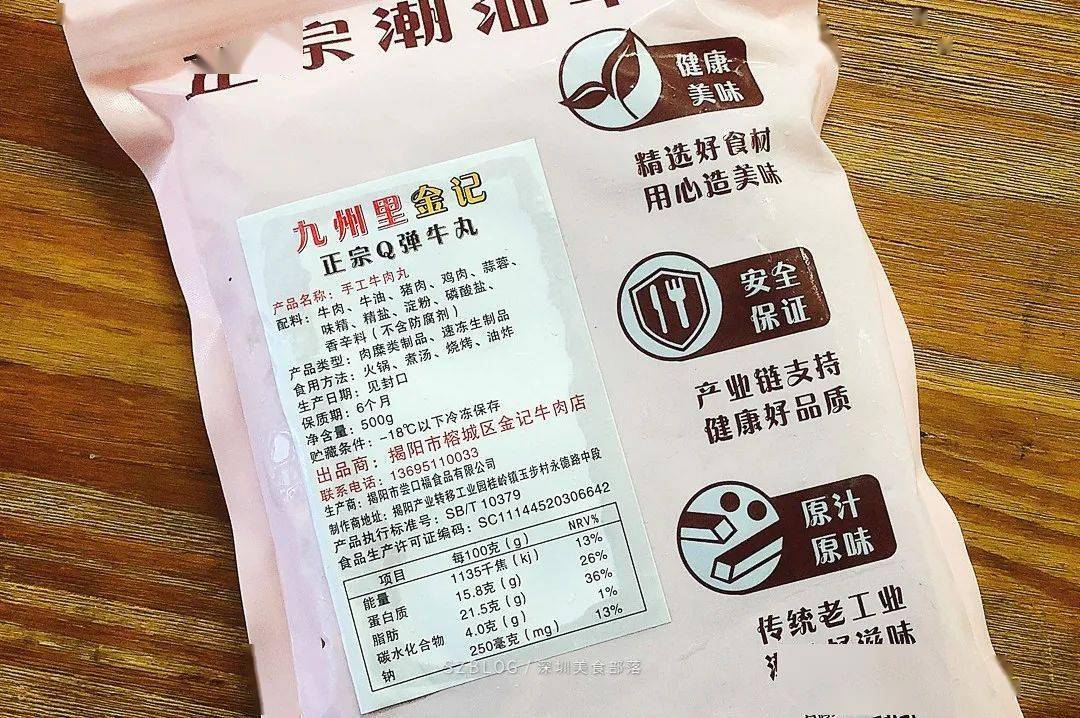 正宗潮汕牛
健康
美味
精选好食材
用心造美味
九州里金记
正宗Q弹牛丸
产品名称：手工牛肉丸
配料：牛肉、牛油、猪肉、鸡肉、蒜蓉、
味精、精盐、淀粉、磷酸盐、
香辛料（不含防腐剂）
产品类型：肉糜类制品、速冻生制品
食用方法：火锅、煮汤、烧烤、油炸
生产日期：见封口
保质期：6个月
净含量：500g
贮藏条件：-18℃以下冷冻保存
出品商：揭阳市榕城区金记牛肉店
联系电话：13695110033
生产商：揭阳市尝口福食品有限公司
制作商地址：揭阳产业转移工业园桂岭镇玉步村永德路中段
产品执行标准号：SB/T 10379
食品生产许可证编码：SC11144520306642
项目 每100克（g） NRV%
能量 1135千焦（kj） 13%
蛋白质 15.8克（g） 26%
脂肪 21.5克（g） 36%
碳水化合物 4.0克（g） 1%
钠 250毫克（mg） 13%
安全
保证
产业链支持
健康好品质
原汁
原味
传统老工业
好滋味
SZBLOG / 深圳美食部落